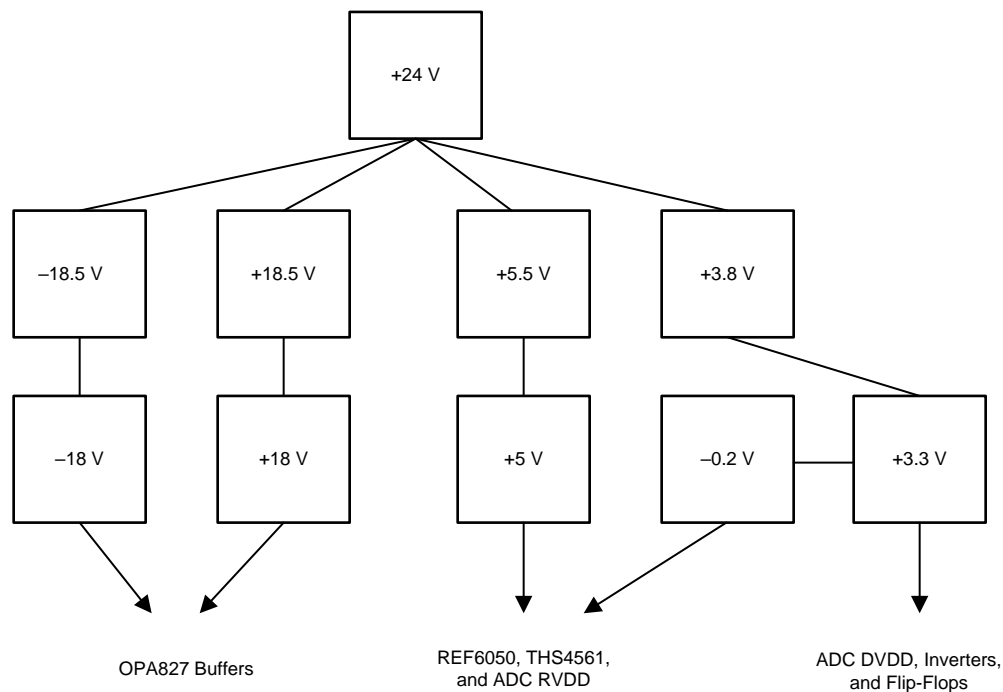 +24 V
–18.5 V
+18.5 V
+5.5 V
+3.8 V
–18 V
+18 V
+5 V
–0.2 V
+3.3 V
OPA827 Buffers
REF6050, THS4561,
and ADC RVDD
ADC DVDD, Inverters,
and Flip-Flops